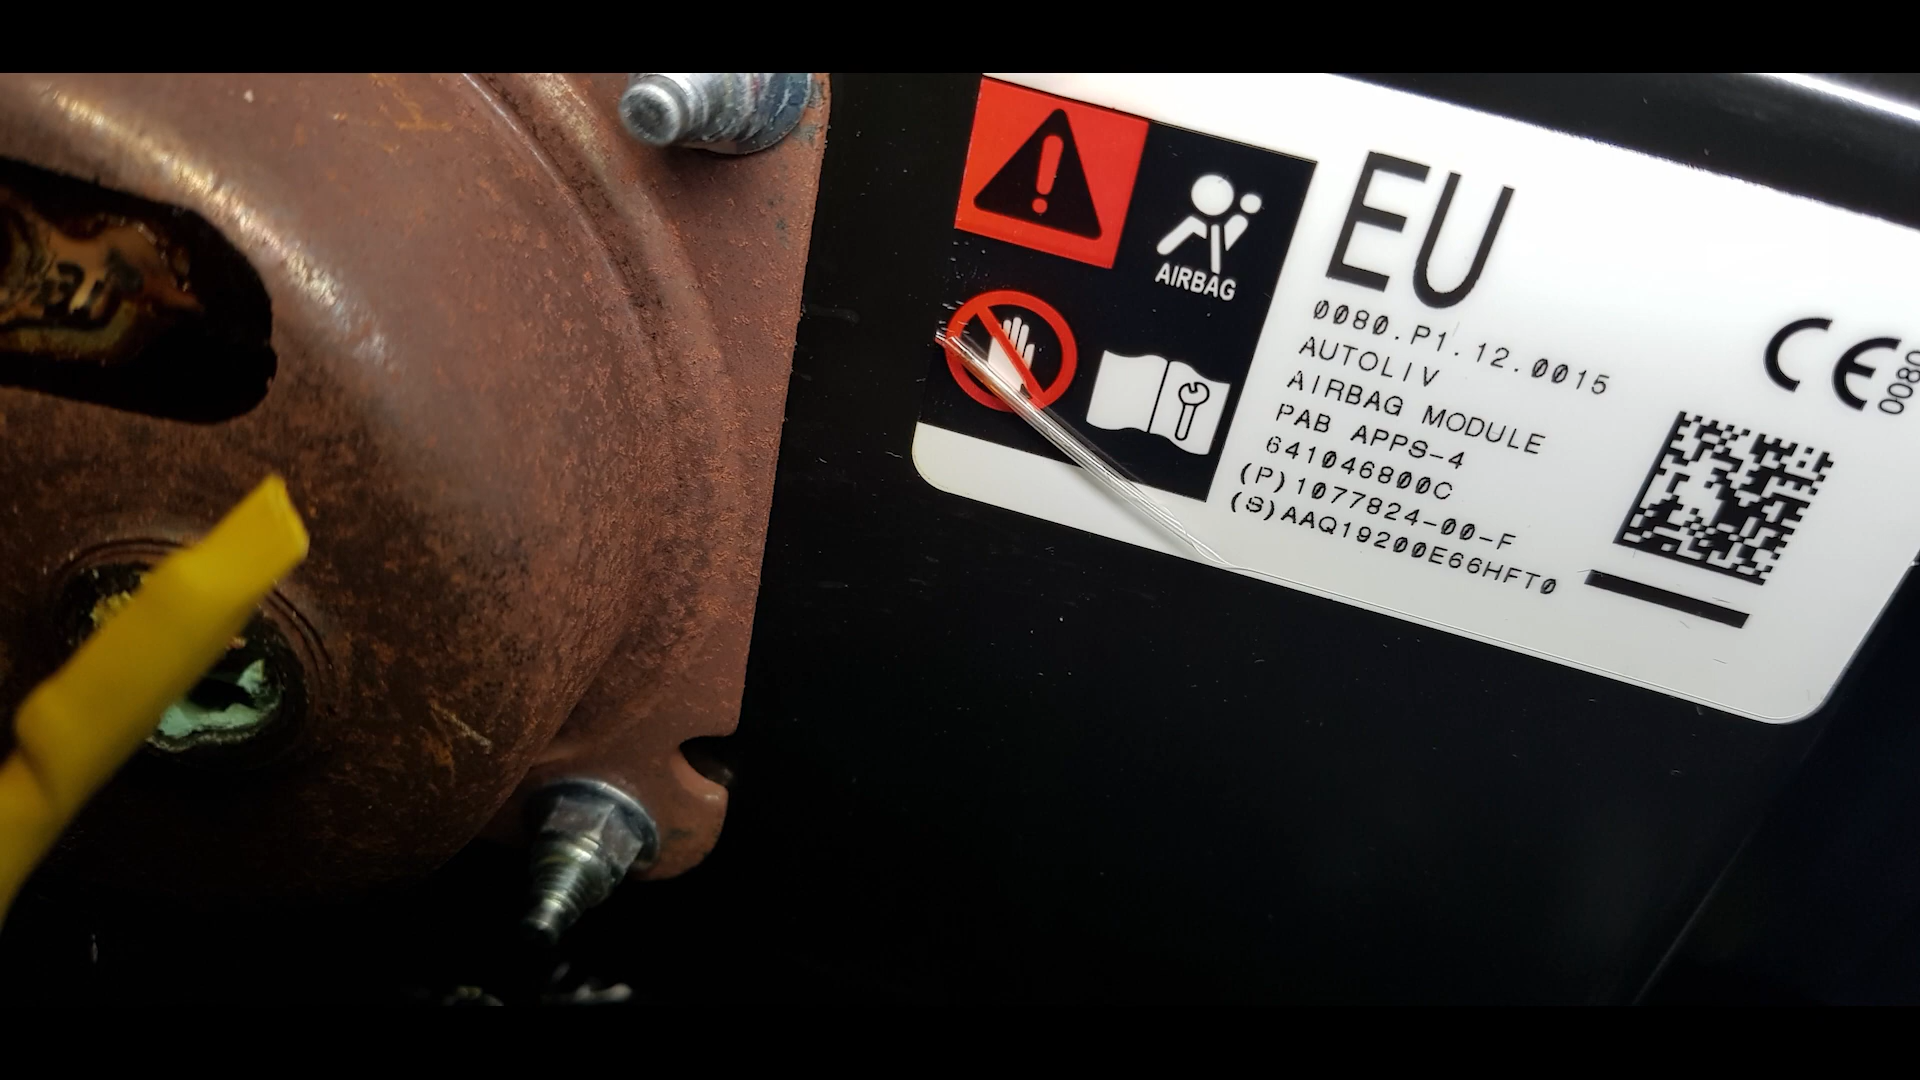 AIRBAG
EU
0080.P1.12.0015
AUTOLIV
AIRBAG MODULE
PAB APPS-4
641046800C
(P)1077824-00-F
(S)AAQ19200E66HFT0
CE
0080